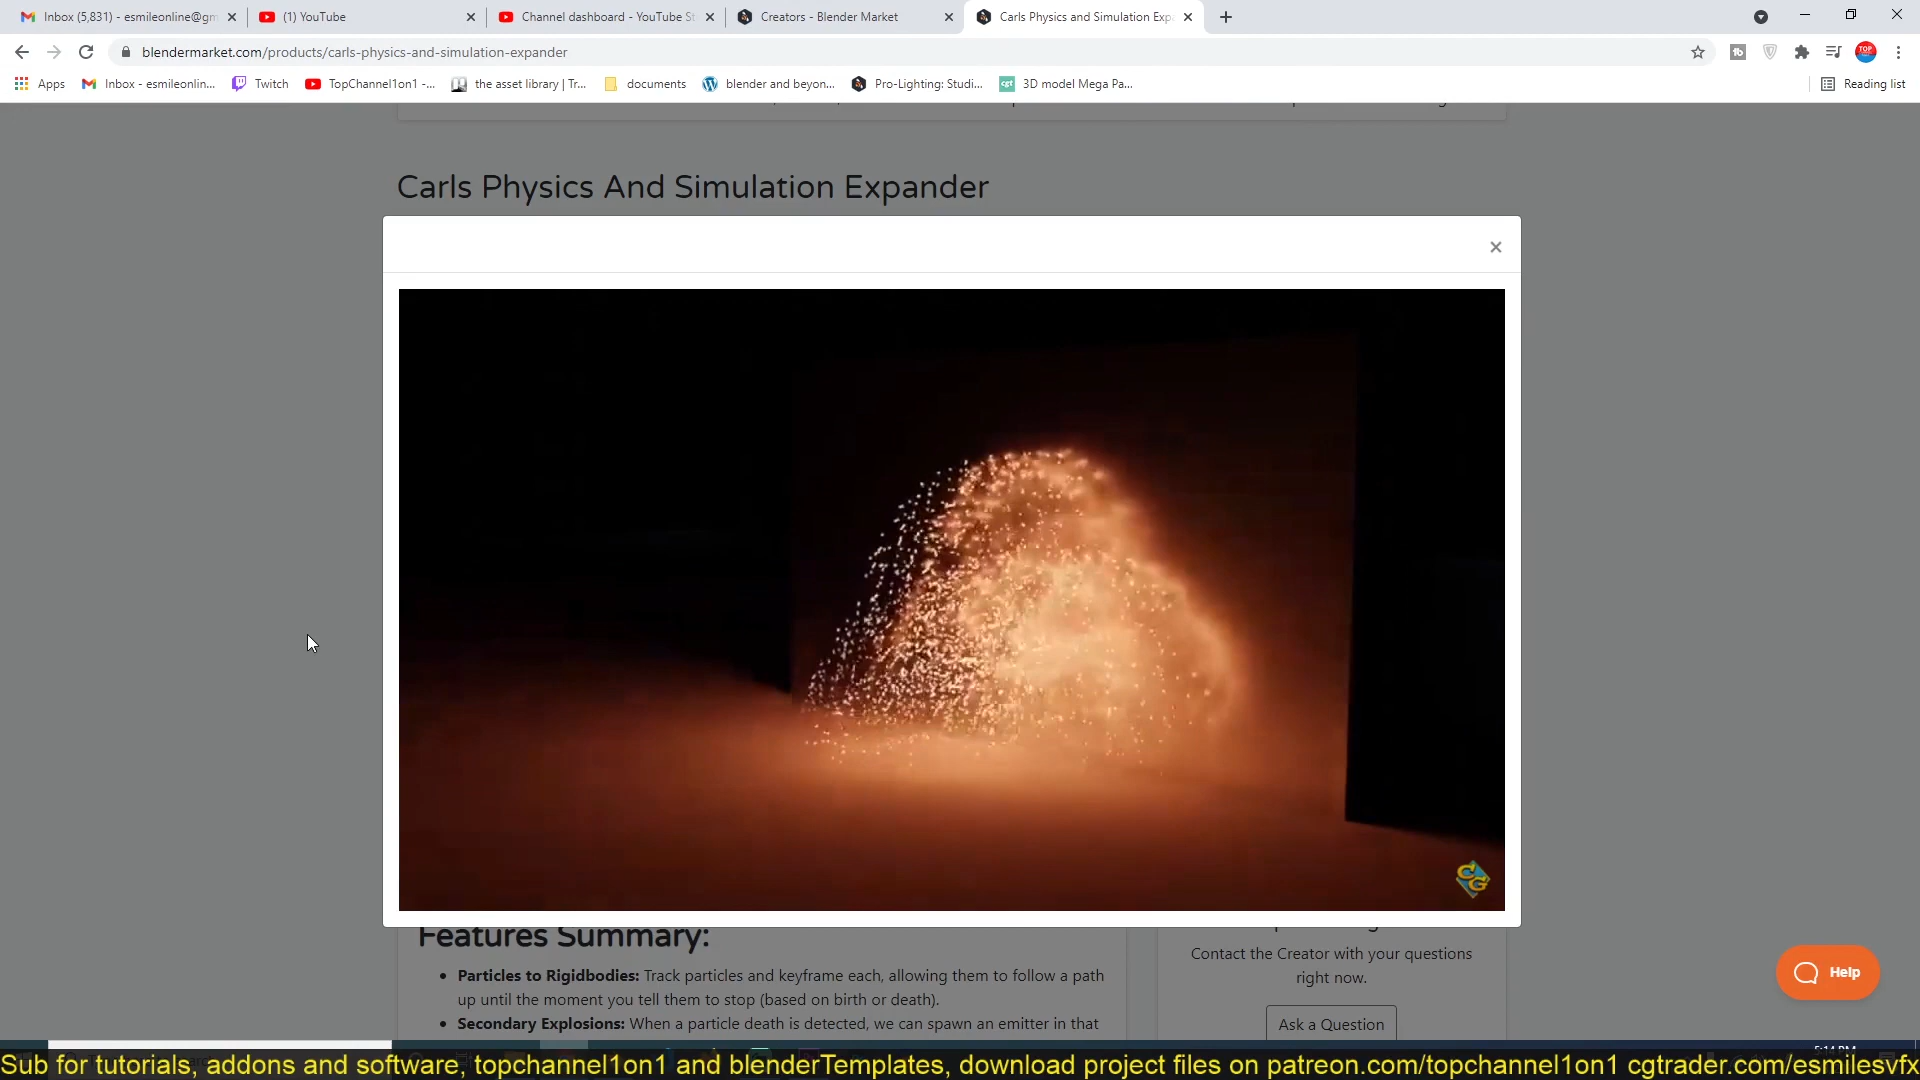 Inbox (5,831) - esmileonline@gm
(1) YouTube
Channel dashboard - YouTube St
Creators - Blender Market
Carls Physics and Simulation Exp
blendermarket.com/products/carls-physics-and-simulation-expander
Apps
Inbox - esmileonlin...
Twitch
TopChannel1on1 -...
the asset library | Tr...
documents
blender and beyon...
Pro-Lighting: Studi...
3D model Mega Pa...
Reading list
Carls Physics And Simulation Expander
CG
Features Summary:
• Particles to Rigidbodies: Track particles and keyframe each, allowing them to follow a path
up until the moment you tell them to stop (based on birth or death).
• Secondary Explosions: When a particle death is detected, we can spawn an emitter in that
Contact the Creator with your questions
right now.
Ask a Question
Help
5:14 PM
Sub for tutorials, addons and software; topchannel1on1 and blenderTemplates, download project files on patreon.com/topchannel1on1 cgtrader.com/esmilesvfx